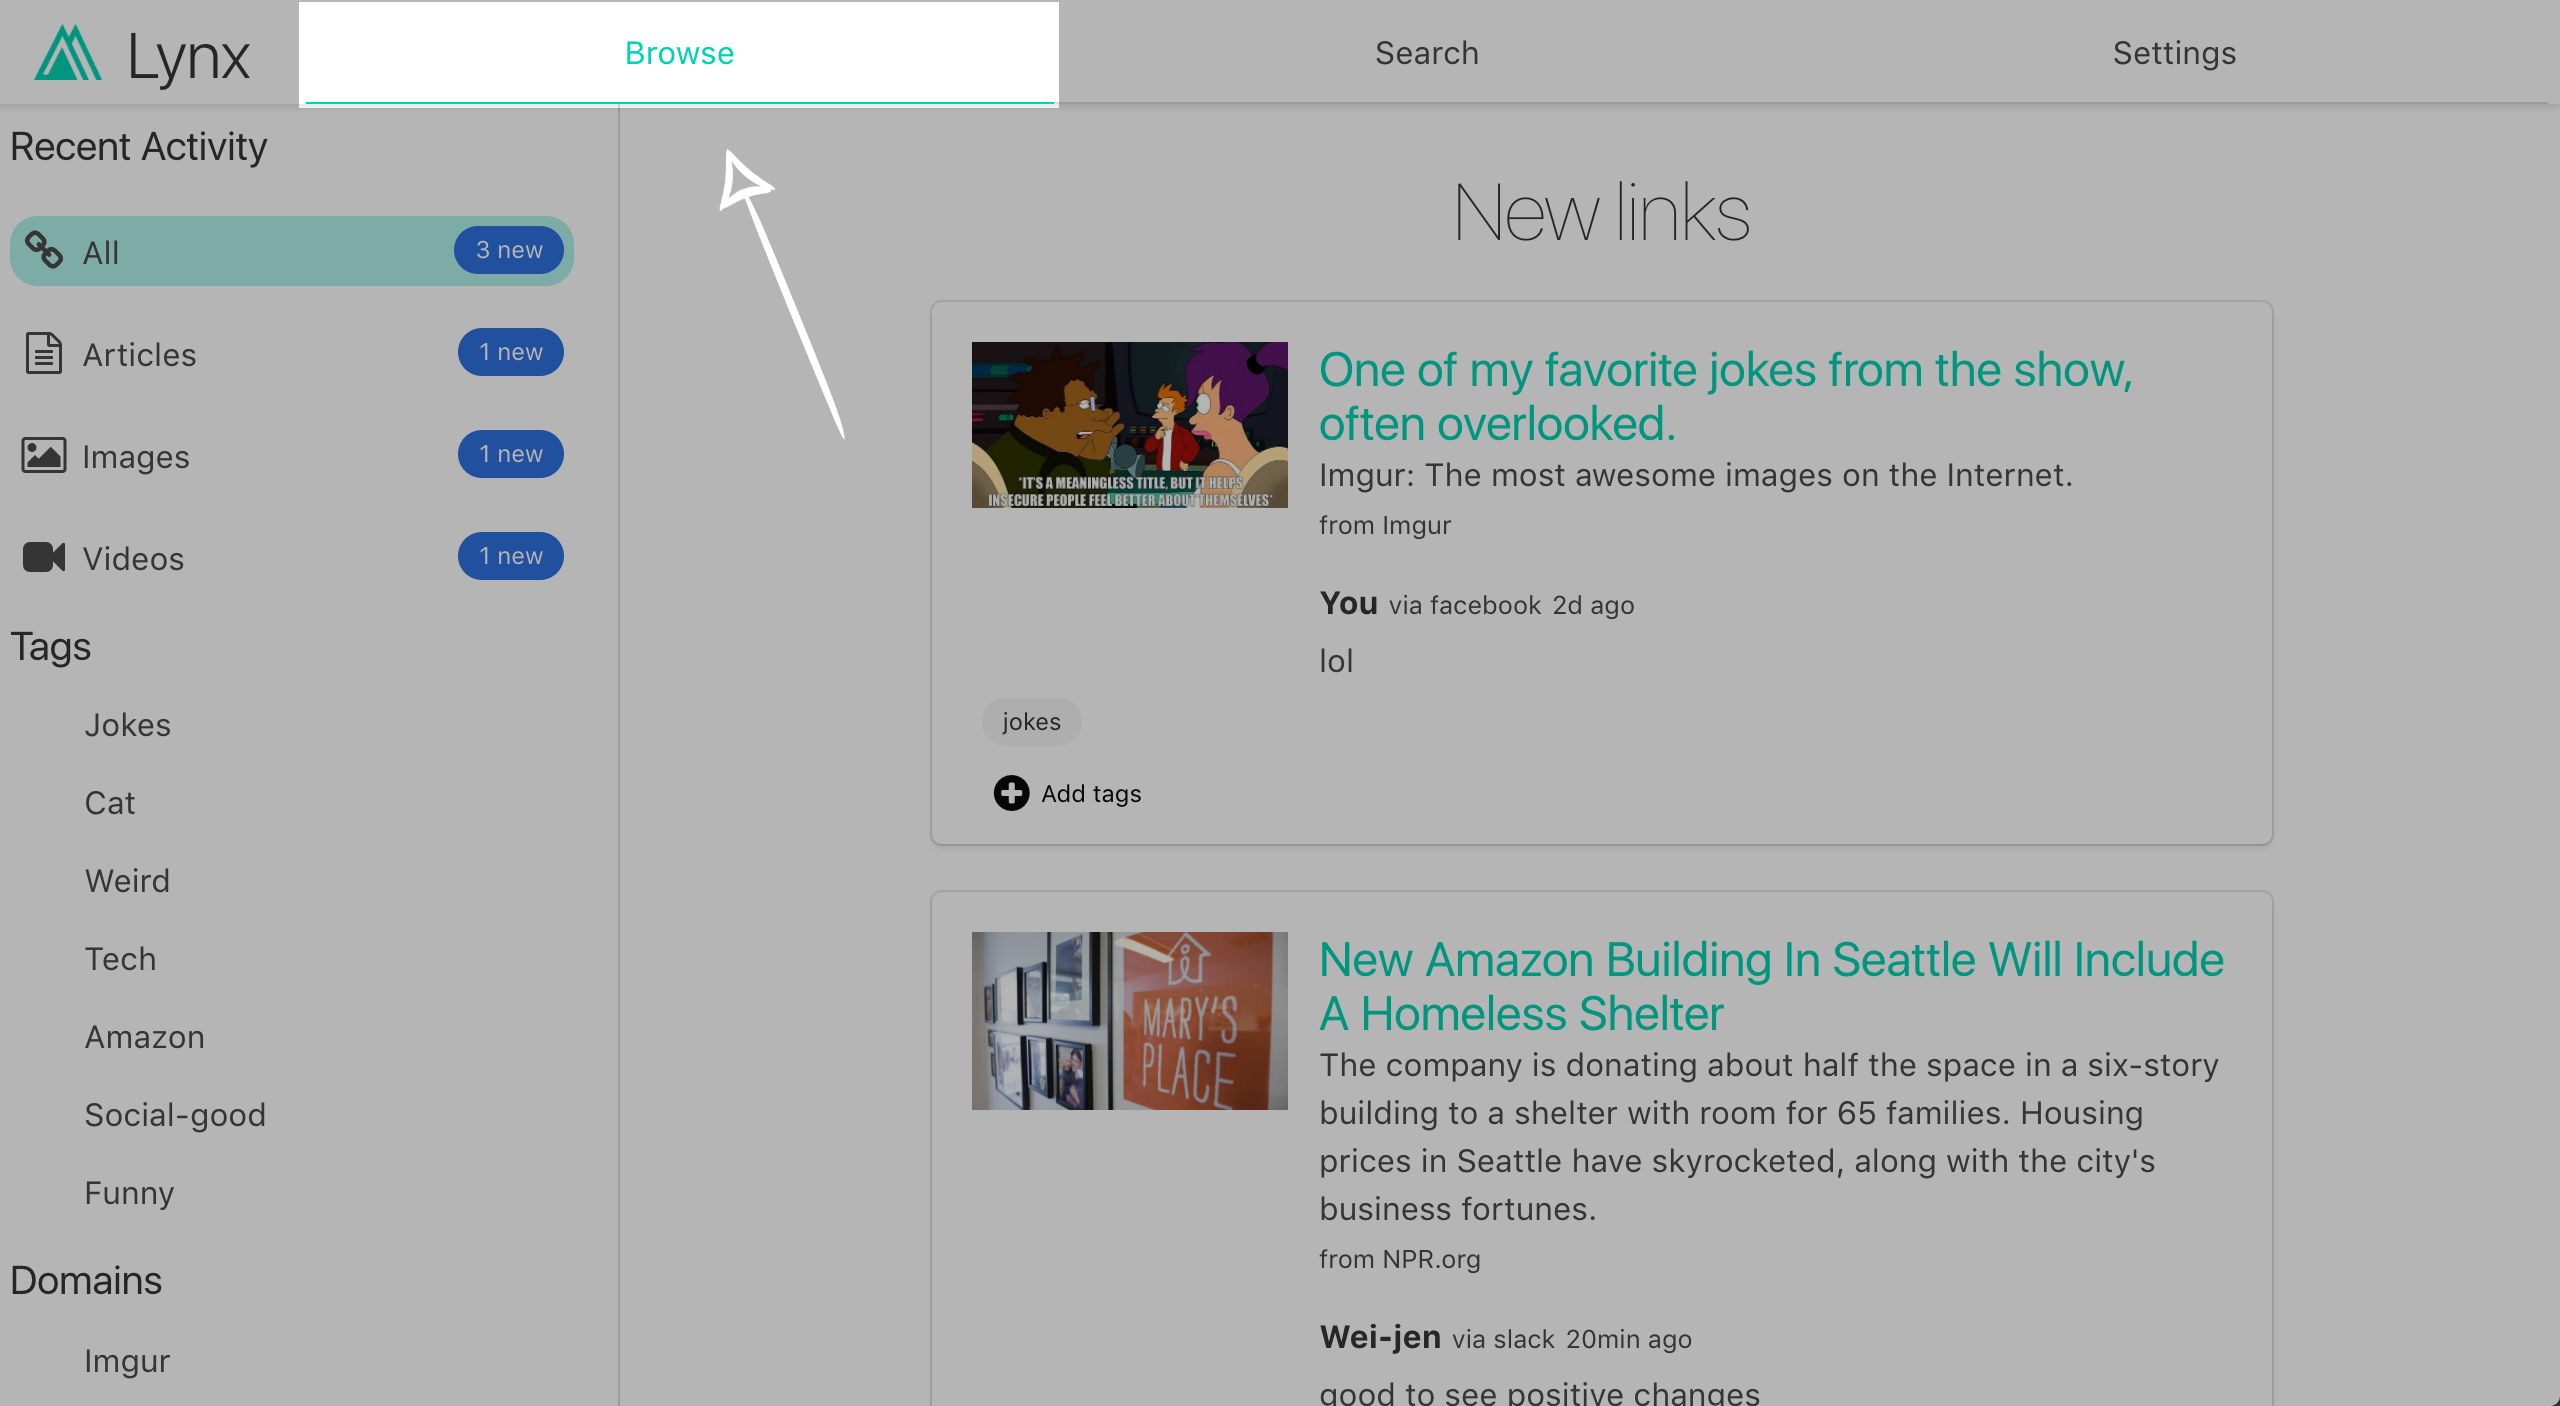 Lynx
Browse
Search
Settings
Recent Activity
All
3 new
Articles
1 new
Images
1 new
Videos
1 new
Tags
Jokes
Cat
Weird
Tech
Amazon
Social-good
Funny
Domains
Imgur
New links
"IT'S A MEANINGLESS TITLE, BUT IT HELPS
INSECURE PEOPLE FEEL BETTER ABOUT THEMSELVES"
One of my favorite jokes from the show,
often overlooked.
Imgur: The most awesome images on the Internet.
from Imgur
You via facebook 2d ago
lol
jokes
Add tags
MARY'S
PLACE
New Amazon Building In Seattle Will Include
A Homeless Shelter
The company is donating about half the space in a six-story
building to a shelter with room for 65 families. Housing
prices in Seattle have skyrocketed, along with the city's
business fortunes.
from NPR.org
Wei-jen via slack 20min ago
good to see positive changes